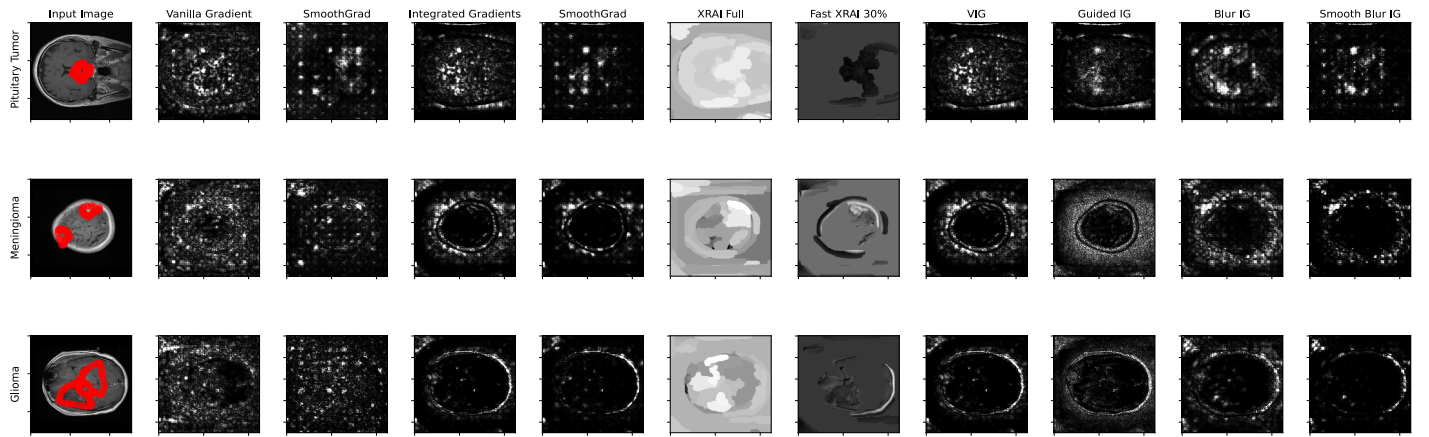 Input Image Vanilla Gradient SmoothGrad Integrated Gradients SmoothGrad XRAI Full Fast XRAI 30% VIG Guided IG Blur IG Smooth Blur IG
Pituitary Tumor
Meningioma
Glioma